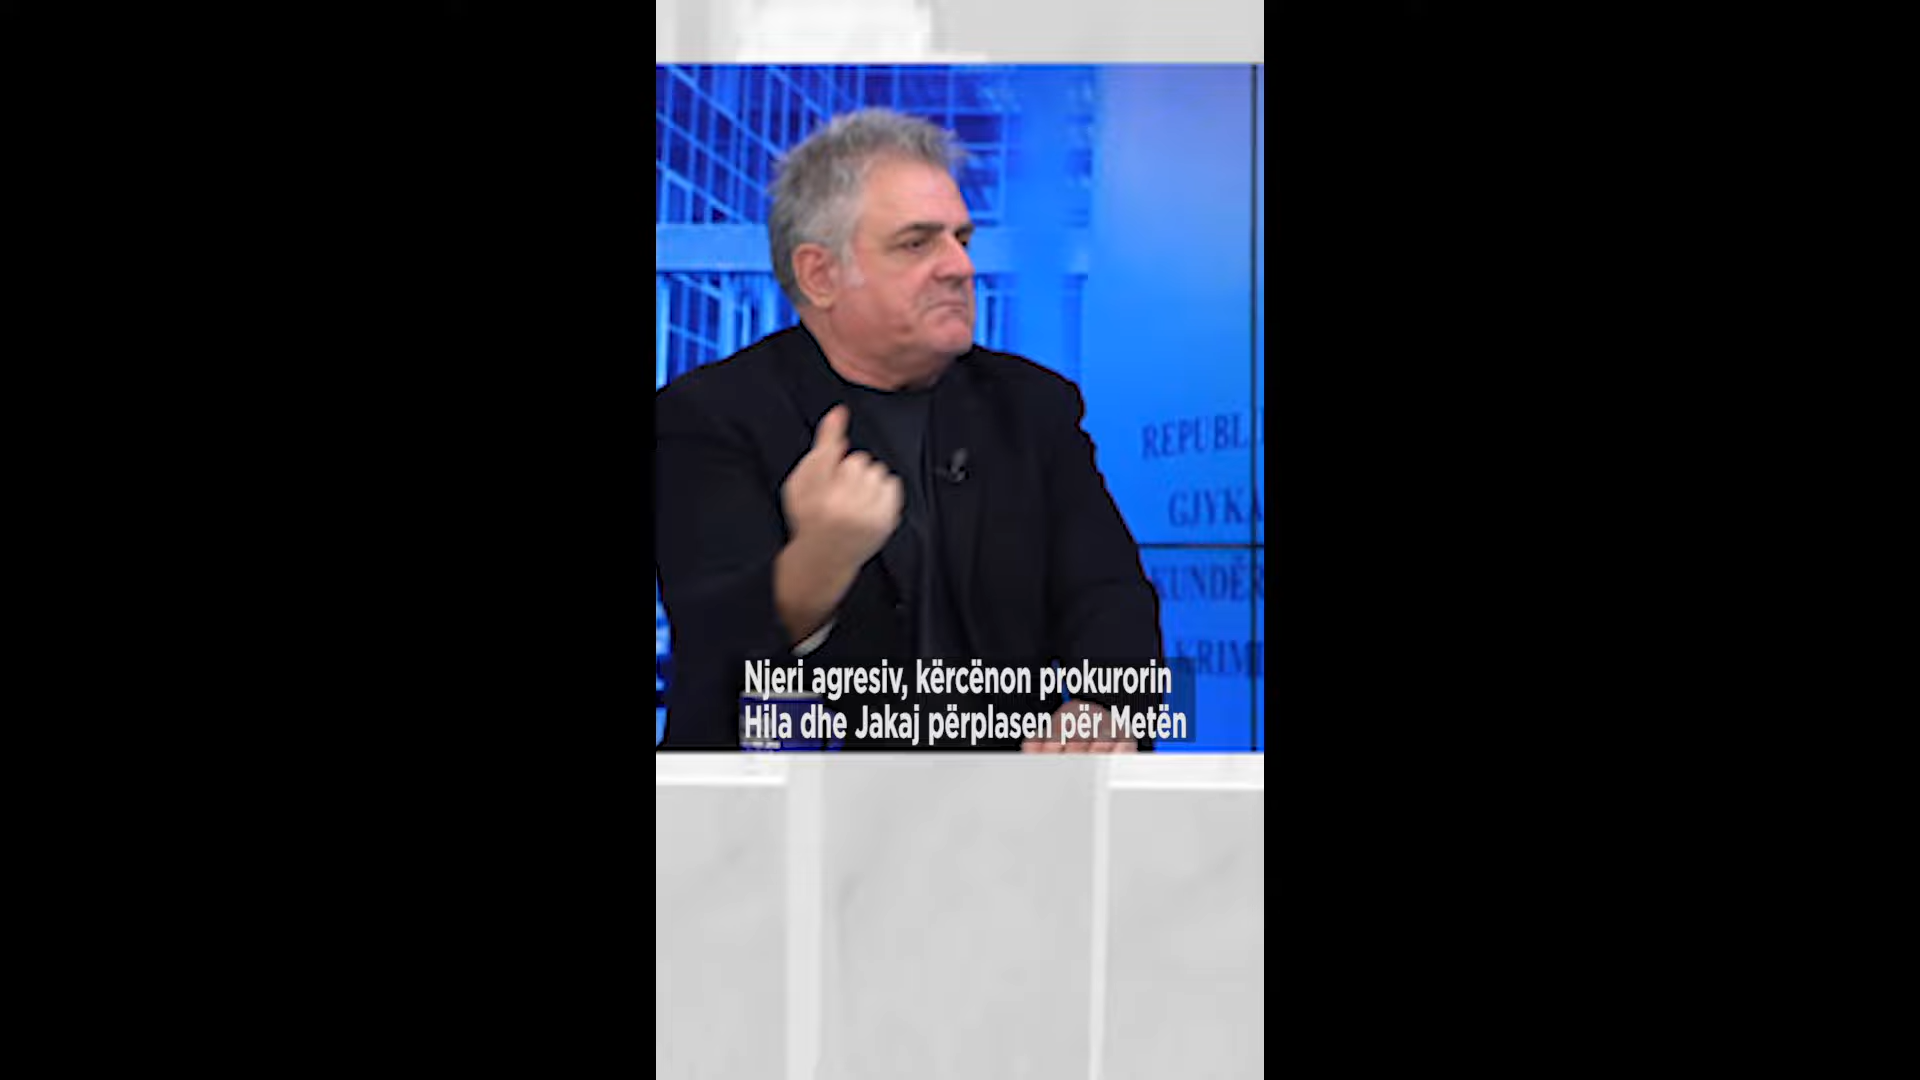 REPUBL
GJYKA
KUNDËR
KRIM
Njeri agresiv, kërcënon prokurorin
Hila dhe Jakaj përplasen për Metën